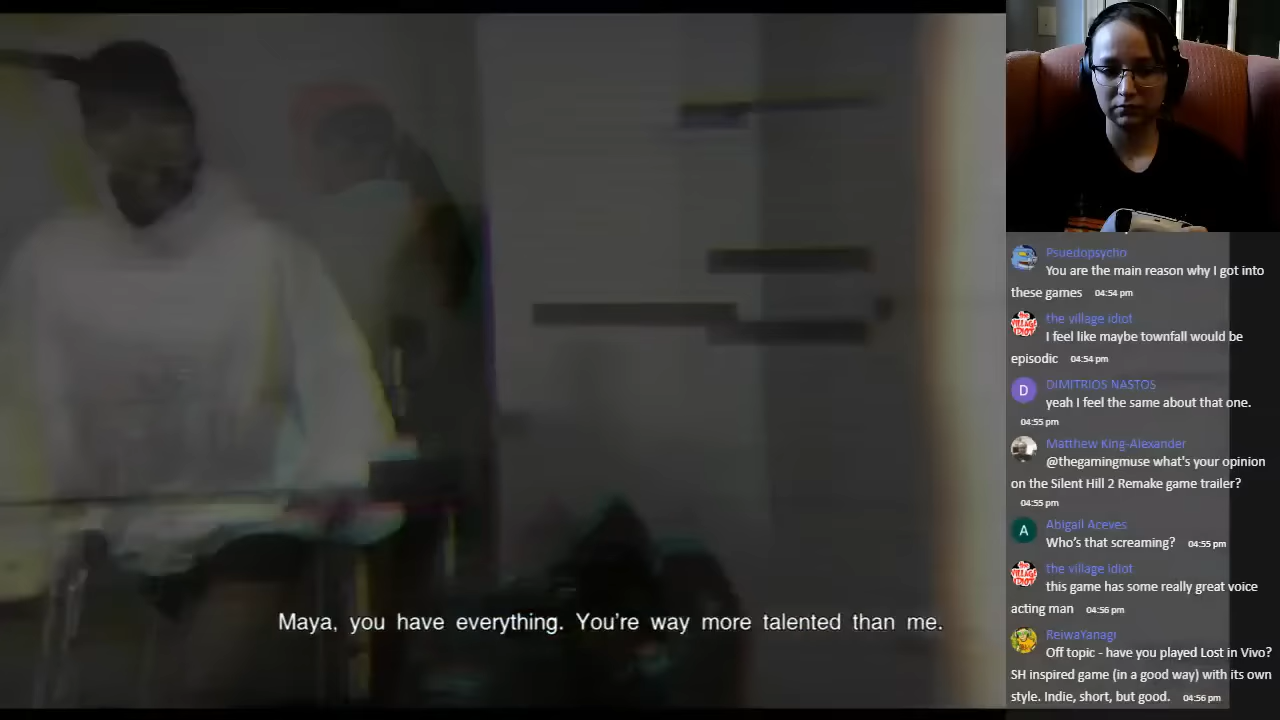 Maya, you have everything. You're way more talented than me.
Psuedopsycho
You are the main reason why I got into
these games 04:54 pm
the village idiot
I feel like maybe townfall would be
episodic 04:54 pm
D
DIMITRIOS NASTOS
yeah I feel the same about that one.
04:55 pm
Matthew King-Alexander
@thegamingmuse what's your opinion
on the Silent Hill 2 Remake game trailer?
04:55 pm
A
Abigail Aceves
Who's that screaming? 04:55 pm
the village idiot
this game has some really great voice
acting man 04:56 pm
ReiwaYanagi
Off topic - have you played Lost in Vivo?
SH inspired game (in a good way) with its own
style. Indie, short, but good. 04:56 pm